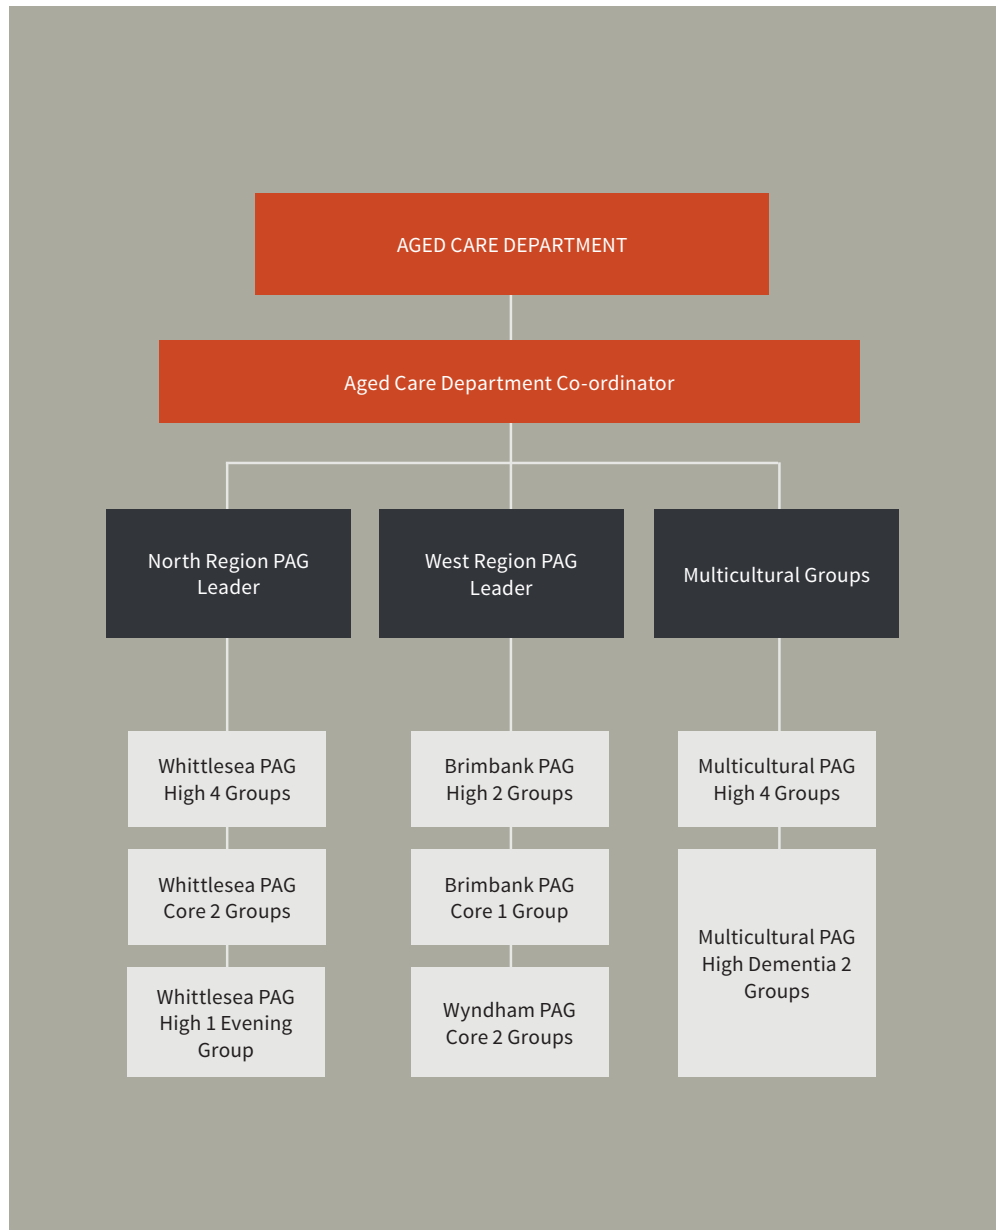 AGED CARE DEPARTMENT
Aged Care Department Co-ordinator
North Region PAG
Leader
West Region PAG
Leader
Multicultural Groups
Whittlesea PAG
High 4 Groups
Brimbank PAG
High 2 Groups
Multicultural PAG
High 4 Groups
Whittlesea PAG
Core 2 Groups
Brimbank PAG
Core 1 Group
Multicultural PAG
High Dementia 2
Groups
Whittlesea PAG
High 1 Evening
Group
Wyndham PAG
Core 2 Groups